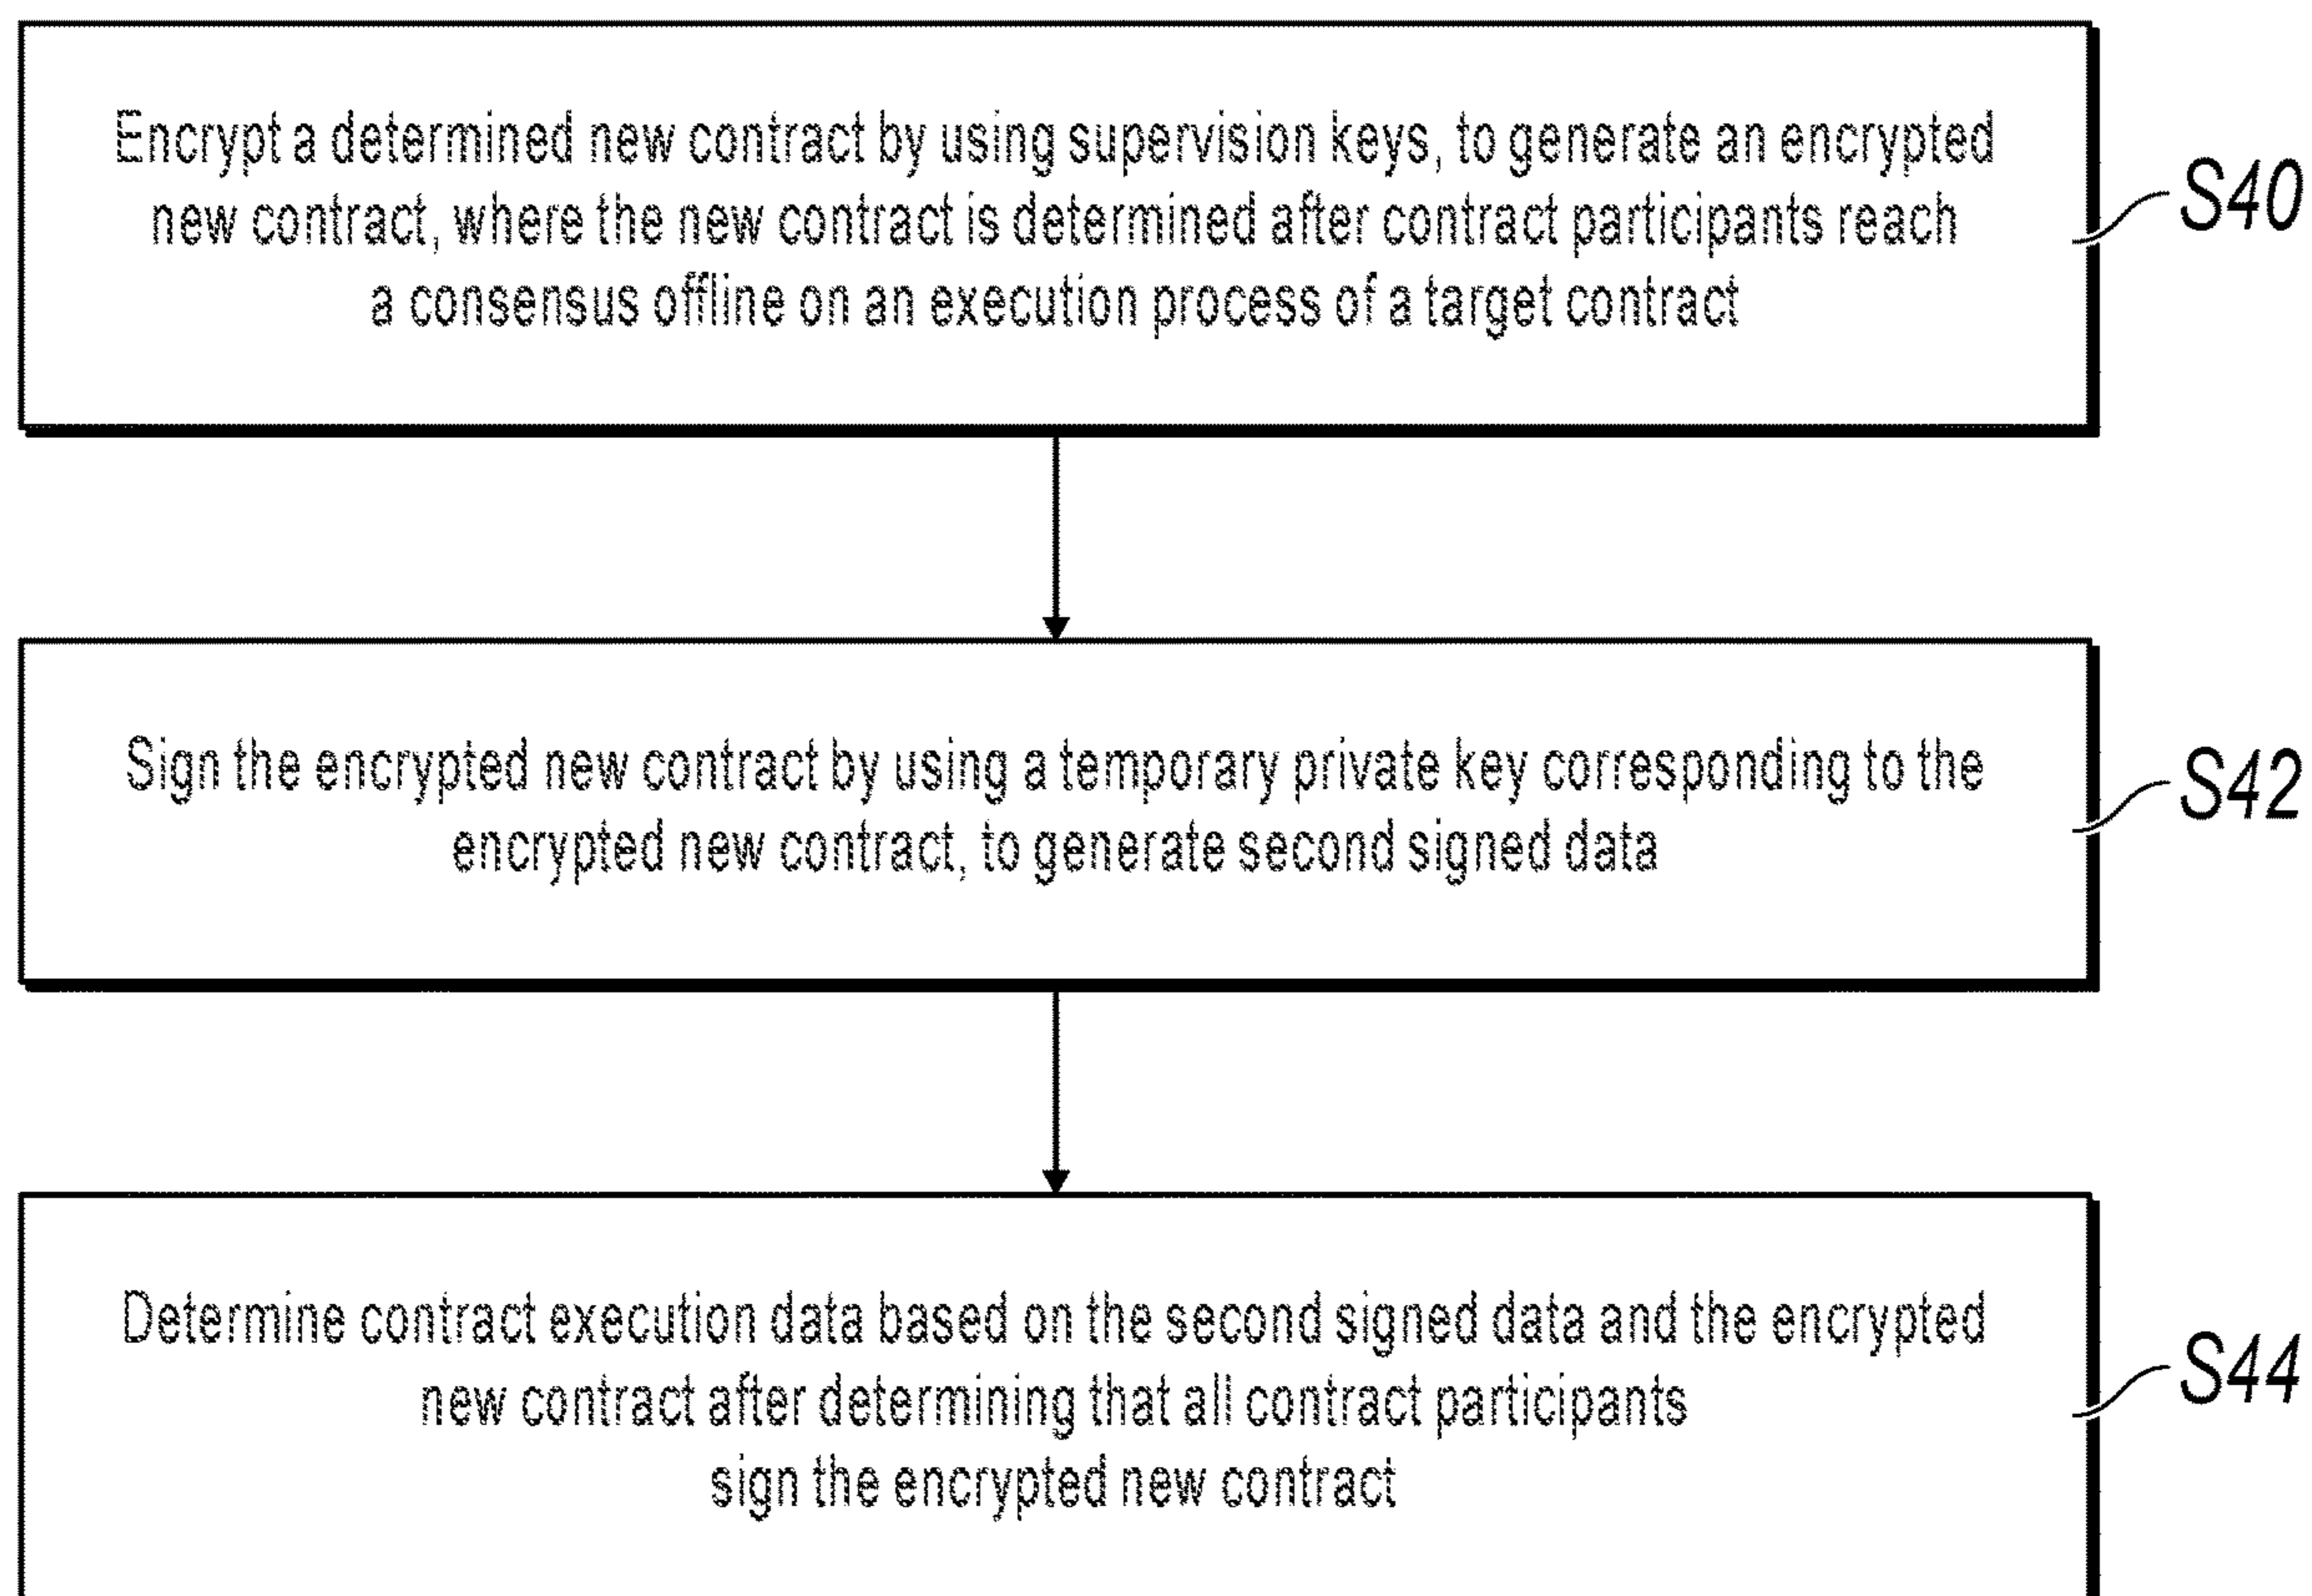 Encrypt a determined new contract by using supervision keys, to generate an encrypted
new contract, where the new contract is determined after contract participants reach
a consensus offline on an execution process of a target contract
S40
Sign the encrypted new contract by using a temporary private key corresponding to the
encrypted new contract, to generate second signed data
S42
Determine contract execution data based on the second signed data and the encrypted
new contract after determining that all contract participants
sign the encrypted new contract
S44